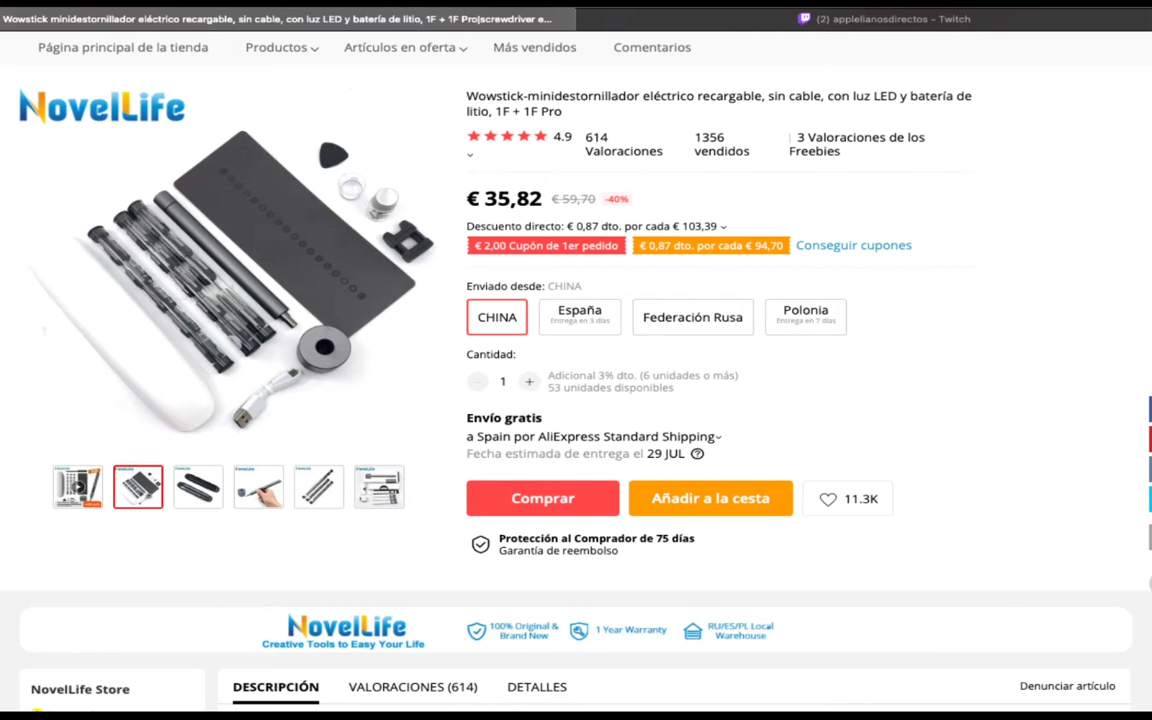 Wowstick minidestornillador eléctrico recargable, sin cable, con luz LED y batería de litio, 1F + 1F Pro|screwdriver e...
(2) applelianosdirectos - Twitch
Página principal de la tienda
Productos
Artículos en oferta
Más vendidos
Comentarios
NovelLife
Wowstick-minidestornillador eléctrico recargable, sin cable, con luz LED y batería de
litio, 1F + 1F Pro
4.9
614
Valoraciones
1356
vendidos
3 Valoraciones de los
Freebies
€ 35,82
€ 59,70
-40%
Descuento directo: € 0,87 dto. por cada € 103,39
€ 2,00 Cupón de 1er pedido
€ 0,87 dto. por cada € 94,70
Conseguir cupones
Enviado desde: CHINA
CHINA
España
Entrega en 3 días
Federación Rusa
Polonia
Entrega en 7 días
Cantidad:
1
+
Adicional 3% dto. (6 unidades o más)
53 unidades disponibles
Envío gratis
a Spain por AliExpress Standard Shipping
Fecha estimada de entrega el 29 JUL
Comprar
Añadir a la cesta
11.3K
Protección al Comprador de 75 días
Garantía de reembolso
NovelLife
Creative Tools to Easy Your Life
100% Original &
Brand New
1 Year Warranty
RU/ES/PL Local
Warehouse
NovelLife Store
DESCRIPCIÓN
VALORACIONES (614)
DETALLES
Denunciar artículo